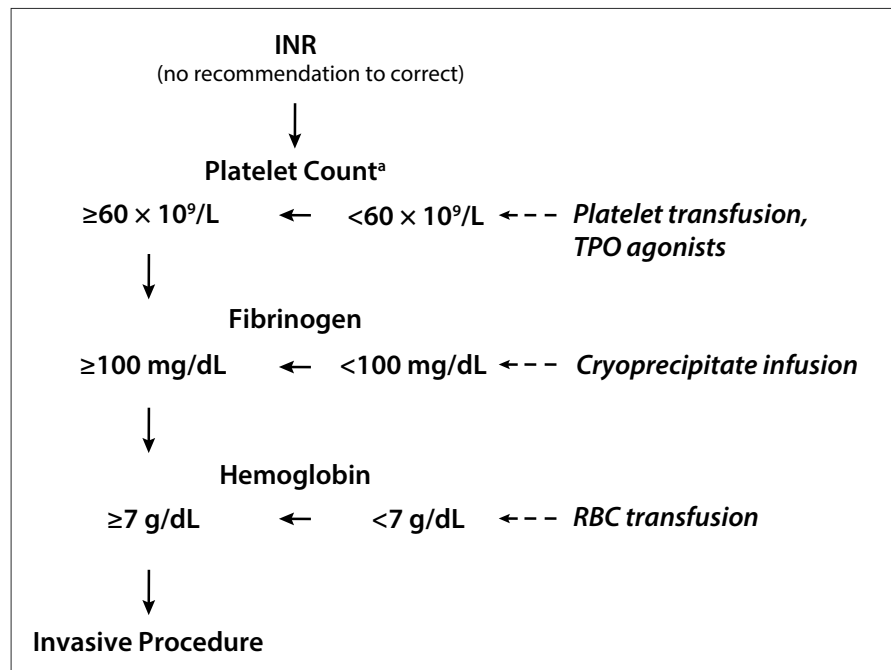 INR
(no recommendation to correct)
Platelet Countᵃ
≥60 × 10⁹/L <60 × 10⁹/L Platelet transfusion,
TPO agonists
Fibrinogen
≥100 mg/dL <100 mg/dL Cryoprecipitate infusion
Hemoglobin
≥7 g/dL <7 g/dL RBC transfusion
Invasive Procedure